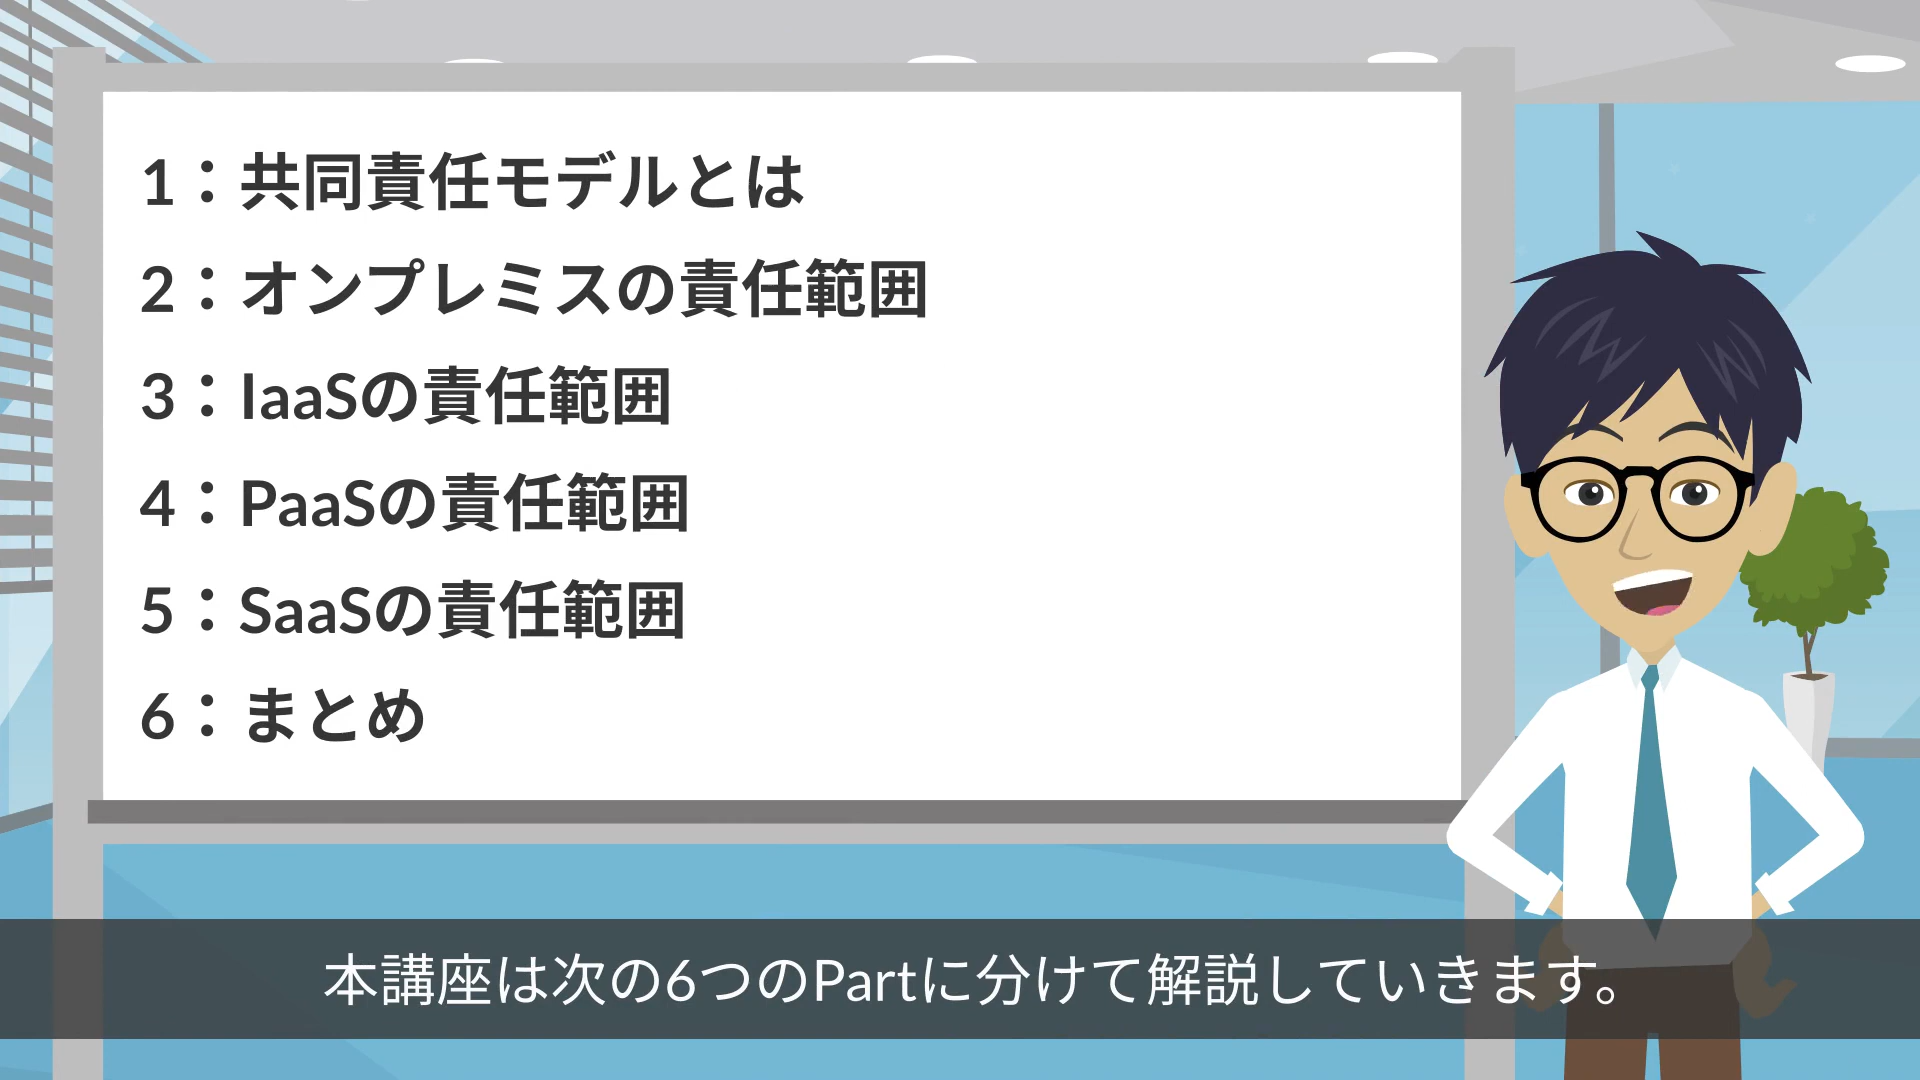 1：共同責任モデルとは
2：オンプレミスの責任範囲
3：IaaSの責任範囲
4：PaaSの責任範囲
5：SaaSの責任範囲
6：まとめ
本講座は次の6つのPartに分けて解説していきます。